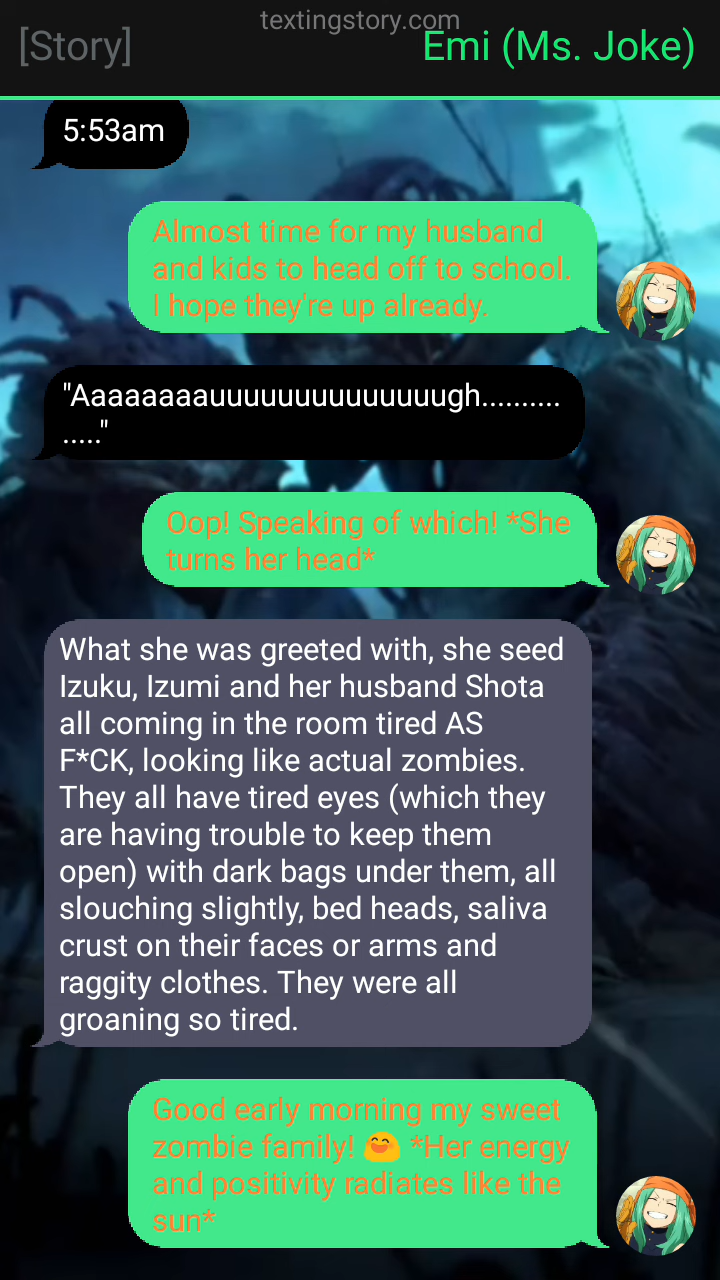 textingstory.com
[Story]
Emi (Ms. Joke)
5:53am
Almost time for my husband
and kids to head off to school.
I hope they're up already.
"Aaaaaaaauuuuuuuuuuuuuugh..........
....."
Oop! Speaking of which! *She
turns her head*
What she was greeted with, she seed
Izuku, Izumi and her husband Shota
all coming in the room tired AS
F*CK, looking like actual zombies.
They all have tired eyes (which they
are having trouble to keep them
open) with dark bags under them, all
slouching slightly, bed heads, saliva
crust on their faces or arms and
raggity clothes. They were all
groaning so tired.
Good early morning my sweet
zombie family! 😄 *Her energy
and positivity radiates like the
sun*